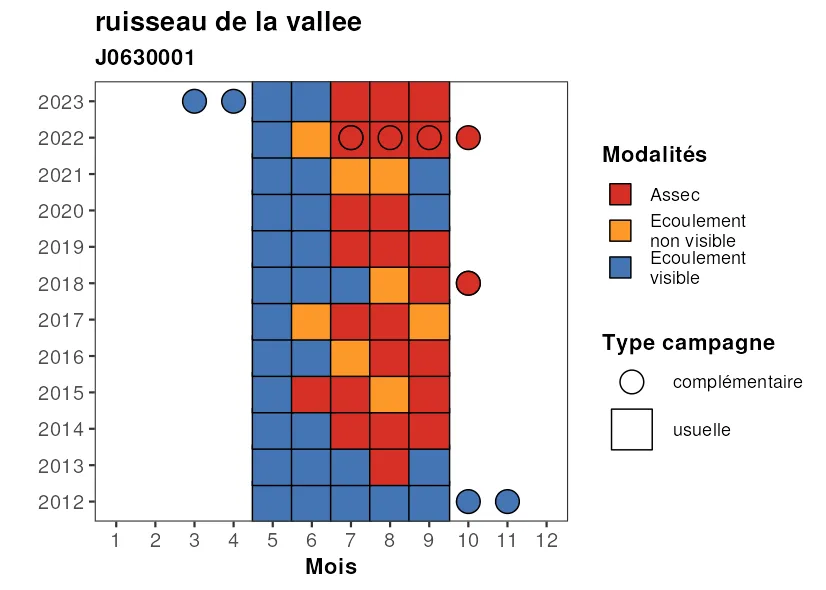 ruisseau de la vallee
J0630001
2023
2022
2021
2020
2019
2018
2017
2016
2015
2014
2013
2012
1 2 3 4 5 6 7 8 9 10 11 12
Mois
Modalités
Assec
Ecoulement
non visible
Ecoulement
visible
Type campagne
complémentaire
usuelle